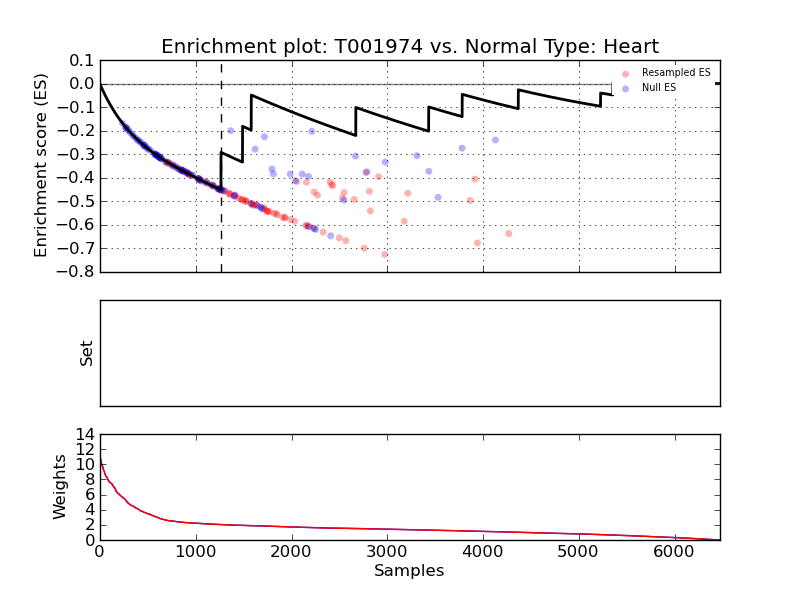 Enrichment plot: T001974 vs. Normal Type: Heart
0.1
0.0
−0.1
−0.2
−0.3
−0.4
−0.5
−0.6
−0.7
−0.8
Enrichment score (ES)
Resampled ES
Null ES
Set
14
12
10
8
6
4
2
0
Weights
0 1000 2000 3000 4000 5000 6000
Samples